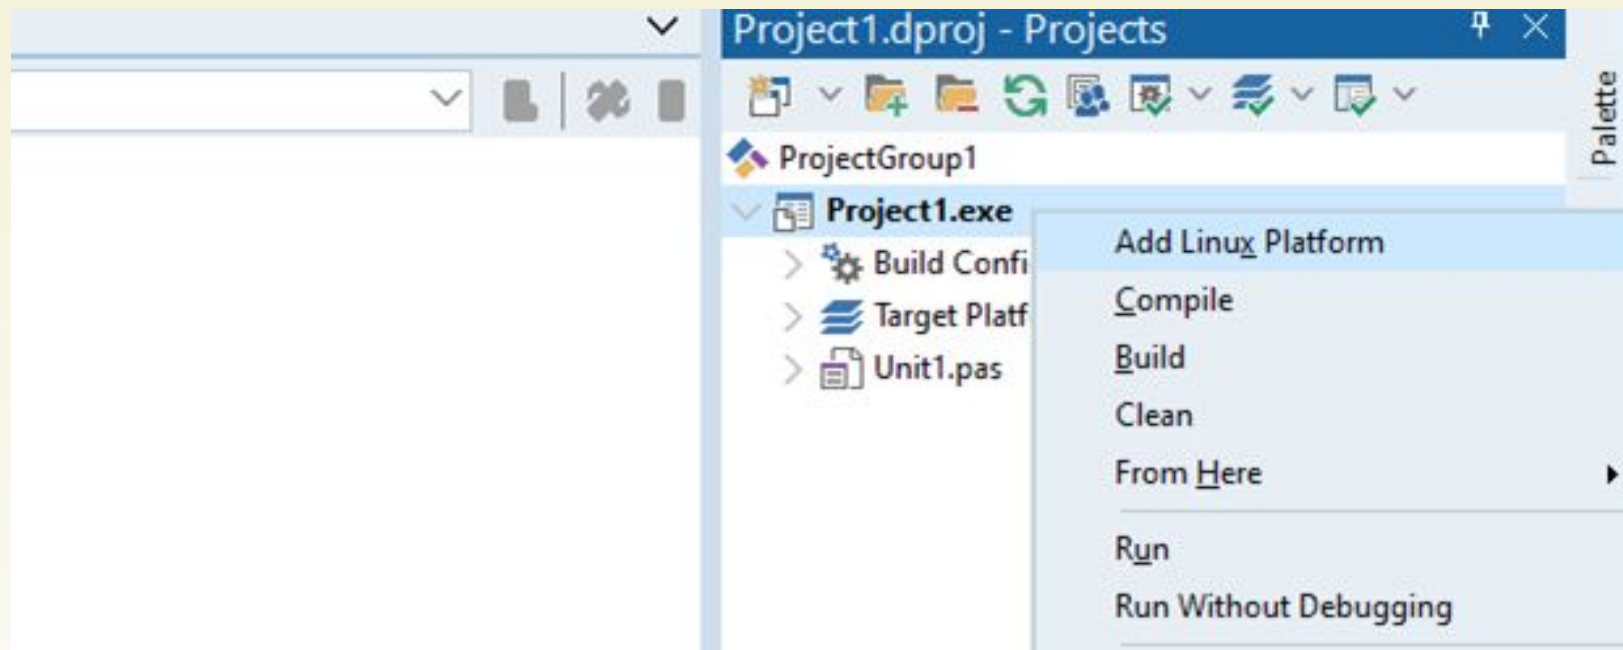 Project1.dproj - Projects
Palette
ProjectGroup1
Project1.exe
Build Confi
Target Platf
Unit1.pas
Add Linux Platform
Compile
Build
Clean
From Here
Run
Run Without Debugging